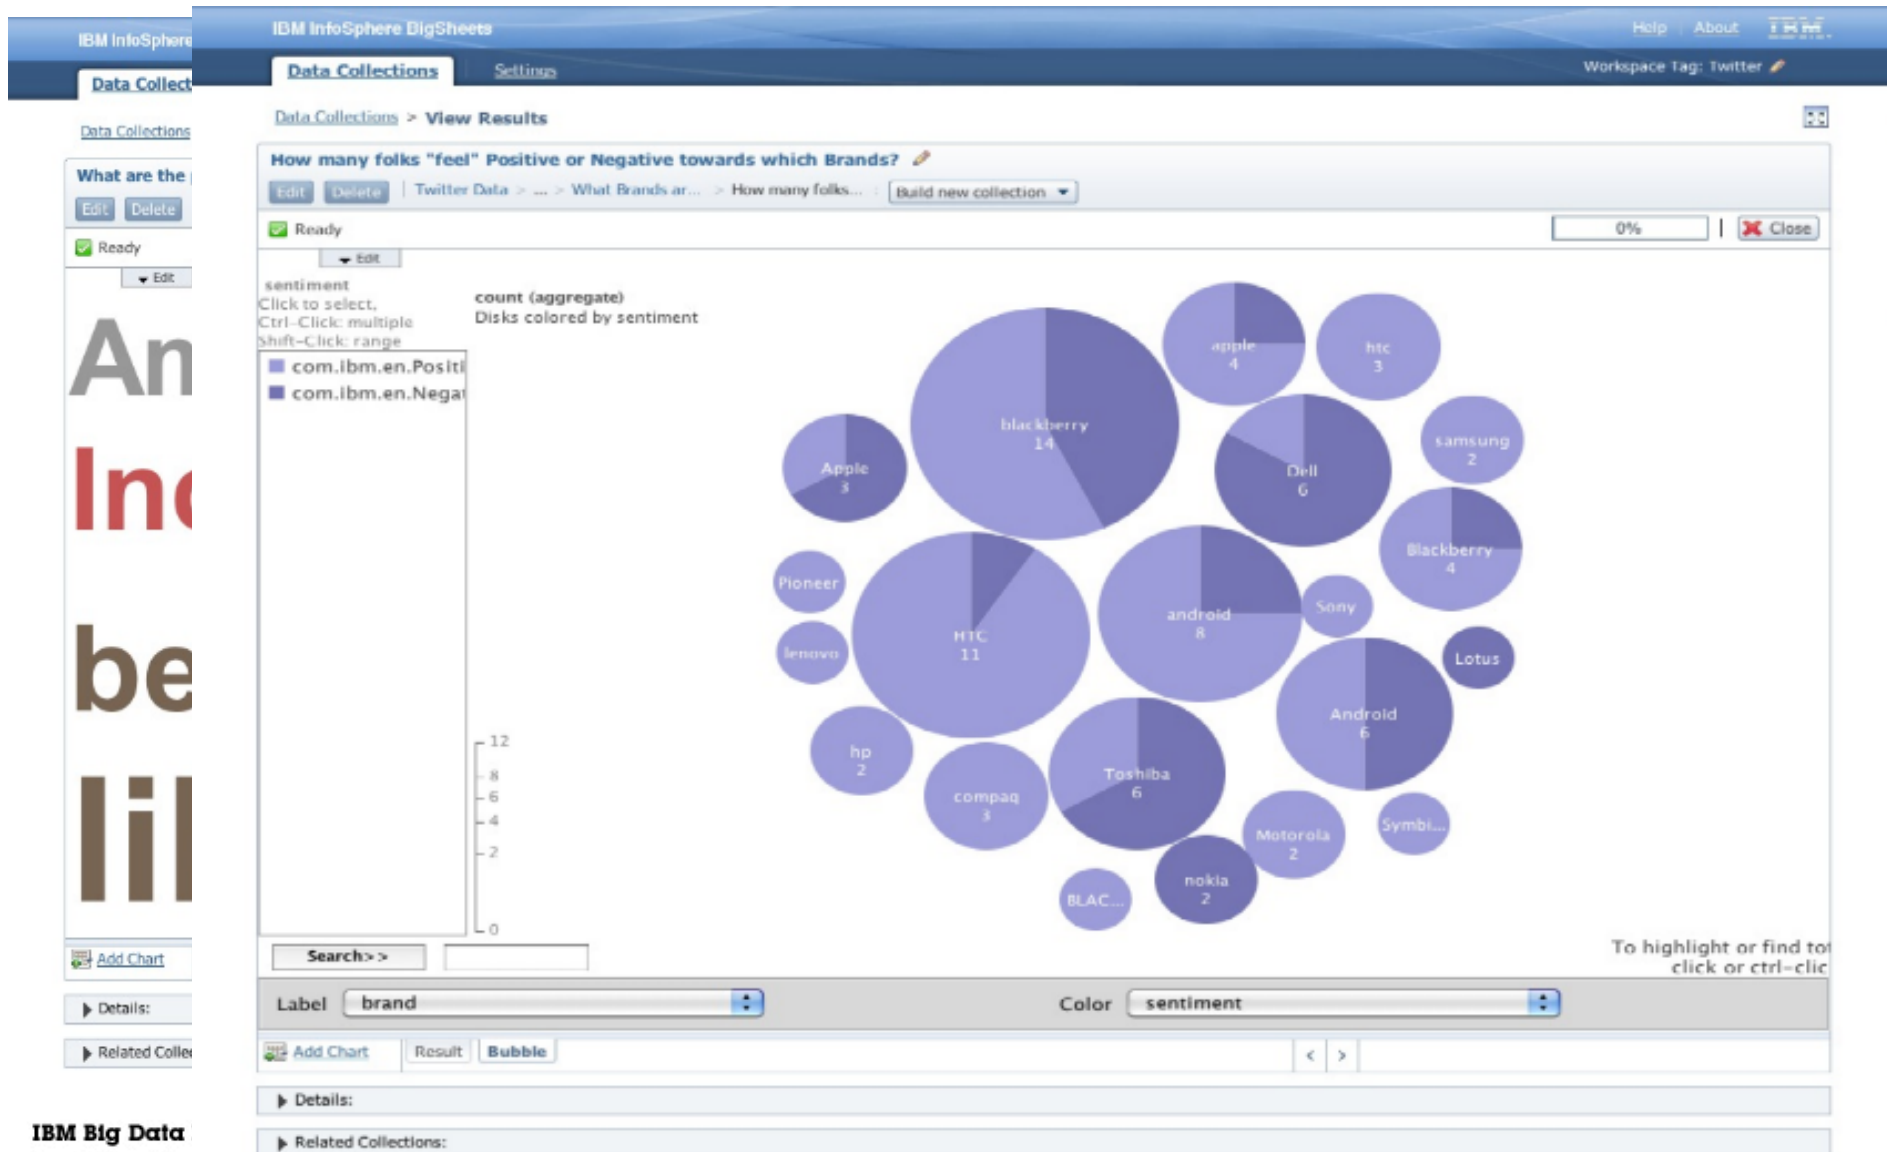 IBM InfoSphere
Data Collect
Data Collections
What are the
Edit Delete
Ready
Edit
An
In
be
li
Add Chart
Details:
Related Colle
IBM Big Data
IBM InfoSphere BigSheets
Help About IBM.
Data Collections Settings
Workspace Tag: Twitter
Data Collections > View Results
How many folks "feel" Positive or Negative towards which Brands?
Edit Delete | Twitter Data > ... > What Brands ar... > How many folks... : Build new collection
Ready
0% | Close
Edit
sentiment
Click to select,
Ctrl-Click: multiple
Shift-Click: range
com.ibm.en.Positi
com.ibm.en.Nega
count (aggregate)
Disks colored by sentiment
apple
4
htc
3
blackberry
14
samsung
2
Apple
3
Dell
6
Blackberry
4
Pioneer
Sony
android
8
HTC
11
lenovo
Lotus
Android
6
hp
2
Toshiba
6
compaq
3
Symbi...
Motorola
2
nokia
2
BLAC...
12
8
6
4
2
0
Search>>
To highlight or find to
click or ctrl-clic
Label brand
Color sentiment
Add Chart Result Bubble < >
Details:
Related Collections: